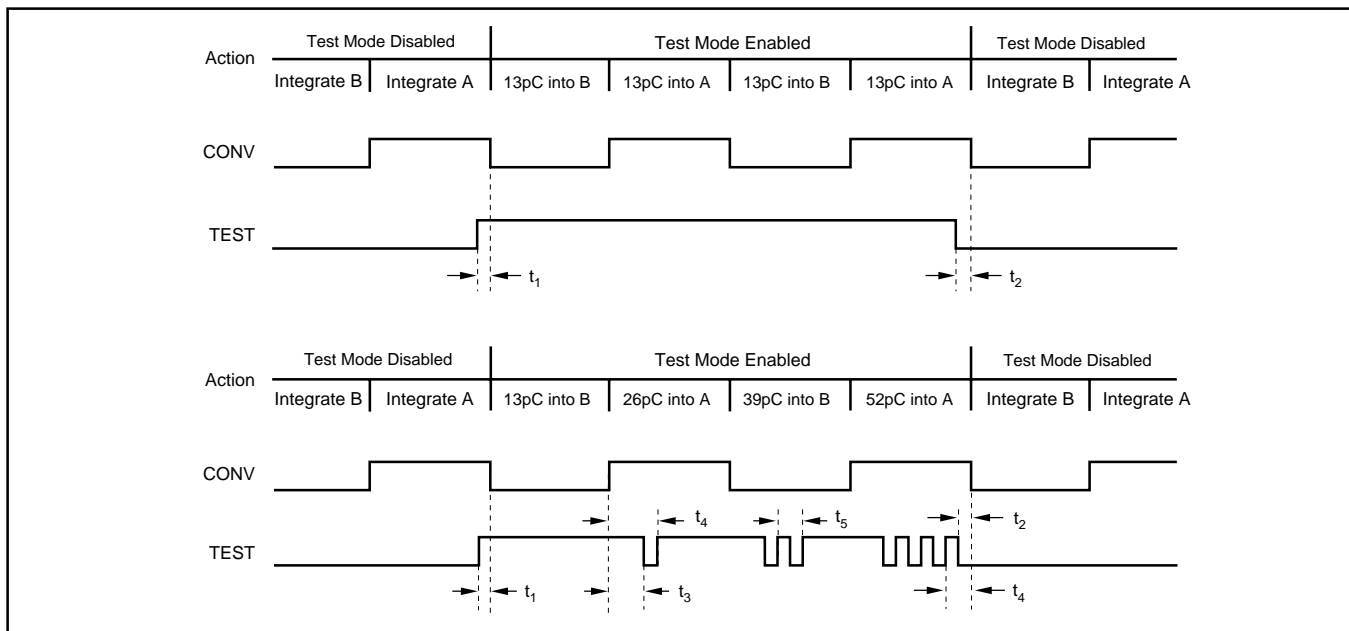 Test Mode Disabled Test Mode Enabled Test Mode Disabled
Action
Integrate B Integrate A 13pC into B 13pC into A 13pC into B 13pC into A Integrate B Integrate A
CONV
TEST
t1 t2
Test Mode Disabled Test Mode Enabled Test Mode Disabled
Action
Integrate B Integrate A 13pC into B 26pC into A 39pC into B 52pC into A Integrate B Integrate A
CONV
t4 t5 t2
TEST
t1 t3 t4